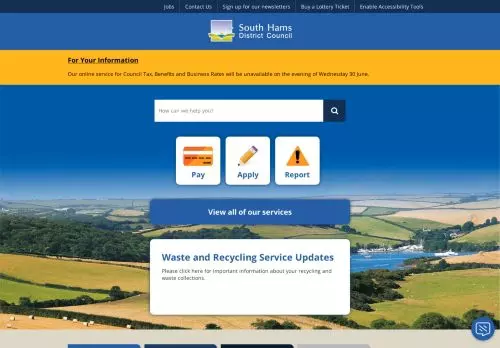 Jobs
Contact Us
Sign up for our newsletters
Buy a Lottery Ticket
Enable Accessibility Tools
South Hams
District Council
For Your Information
Our online service for Council Tax, Benefits and Business Rates will be unavailable on the evening of Wednesday 30 June.
How can we help you?
Pay
Apply
Report
View all of our services
Waste and Recycling Service Updates
Please click here for important information about your recycling and
waste collections.